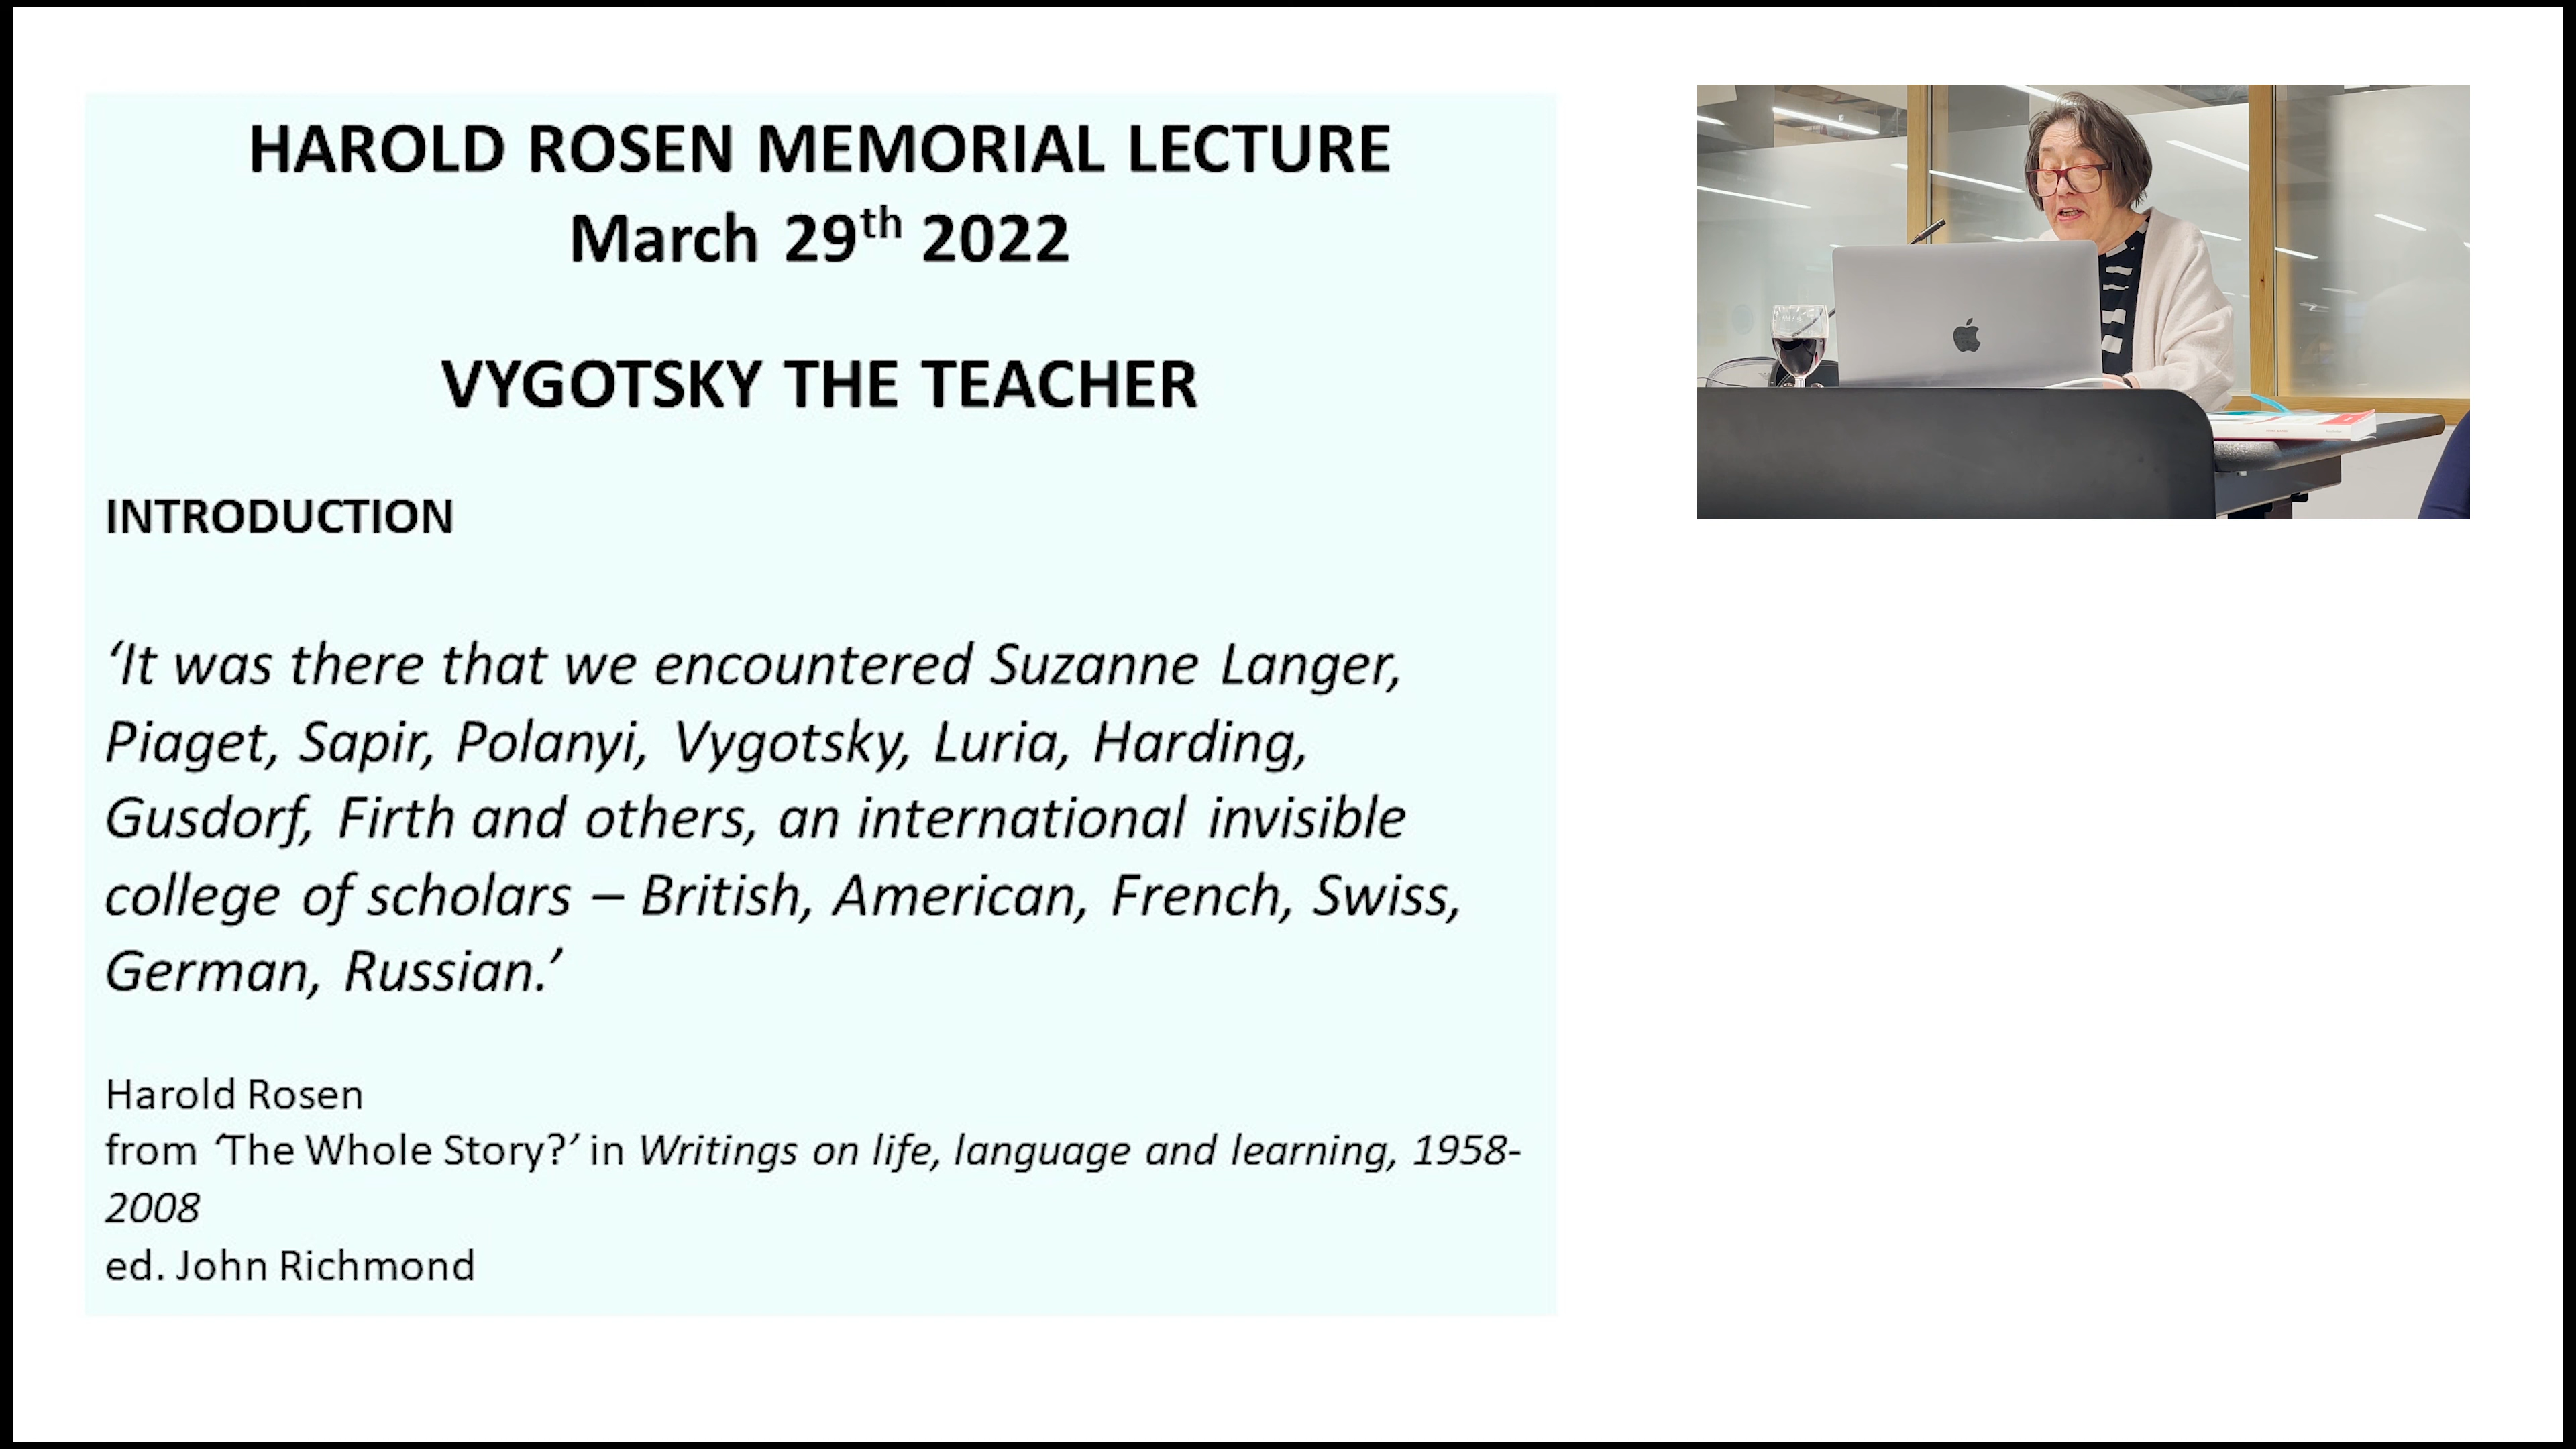 HAROLD ROSEN MEMORIAL LECTURE
March 29th 2022
VYGOTSKY THE TEACHER
INTRODUCTION
‘It was there that we encountered Suzanne Langer,
Piaget, Sapir, Polanyi, Vygotsky, Luria, Harding,
Gusdorf, Firth and others, an international invisible
college of scholars – British, American, French, Swiss,
German, Russian.’
Harold Rosen
from ‘The Whole Story?’ in Writings on life, language and learning, 1958-
2008
ed. John Richmond